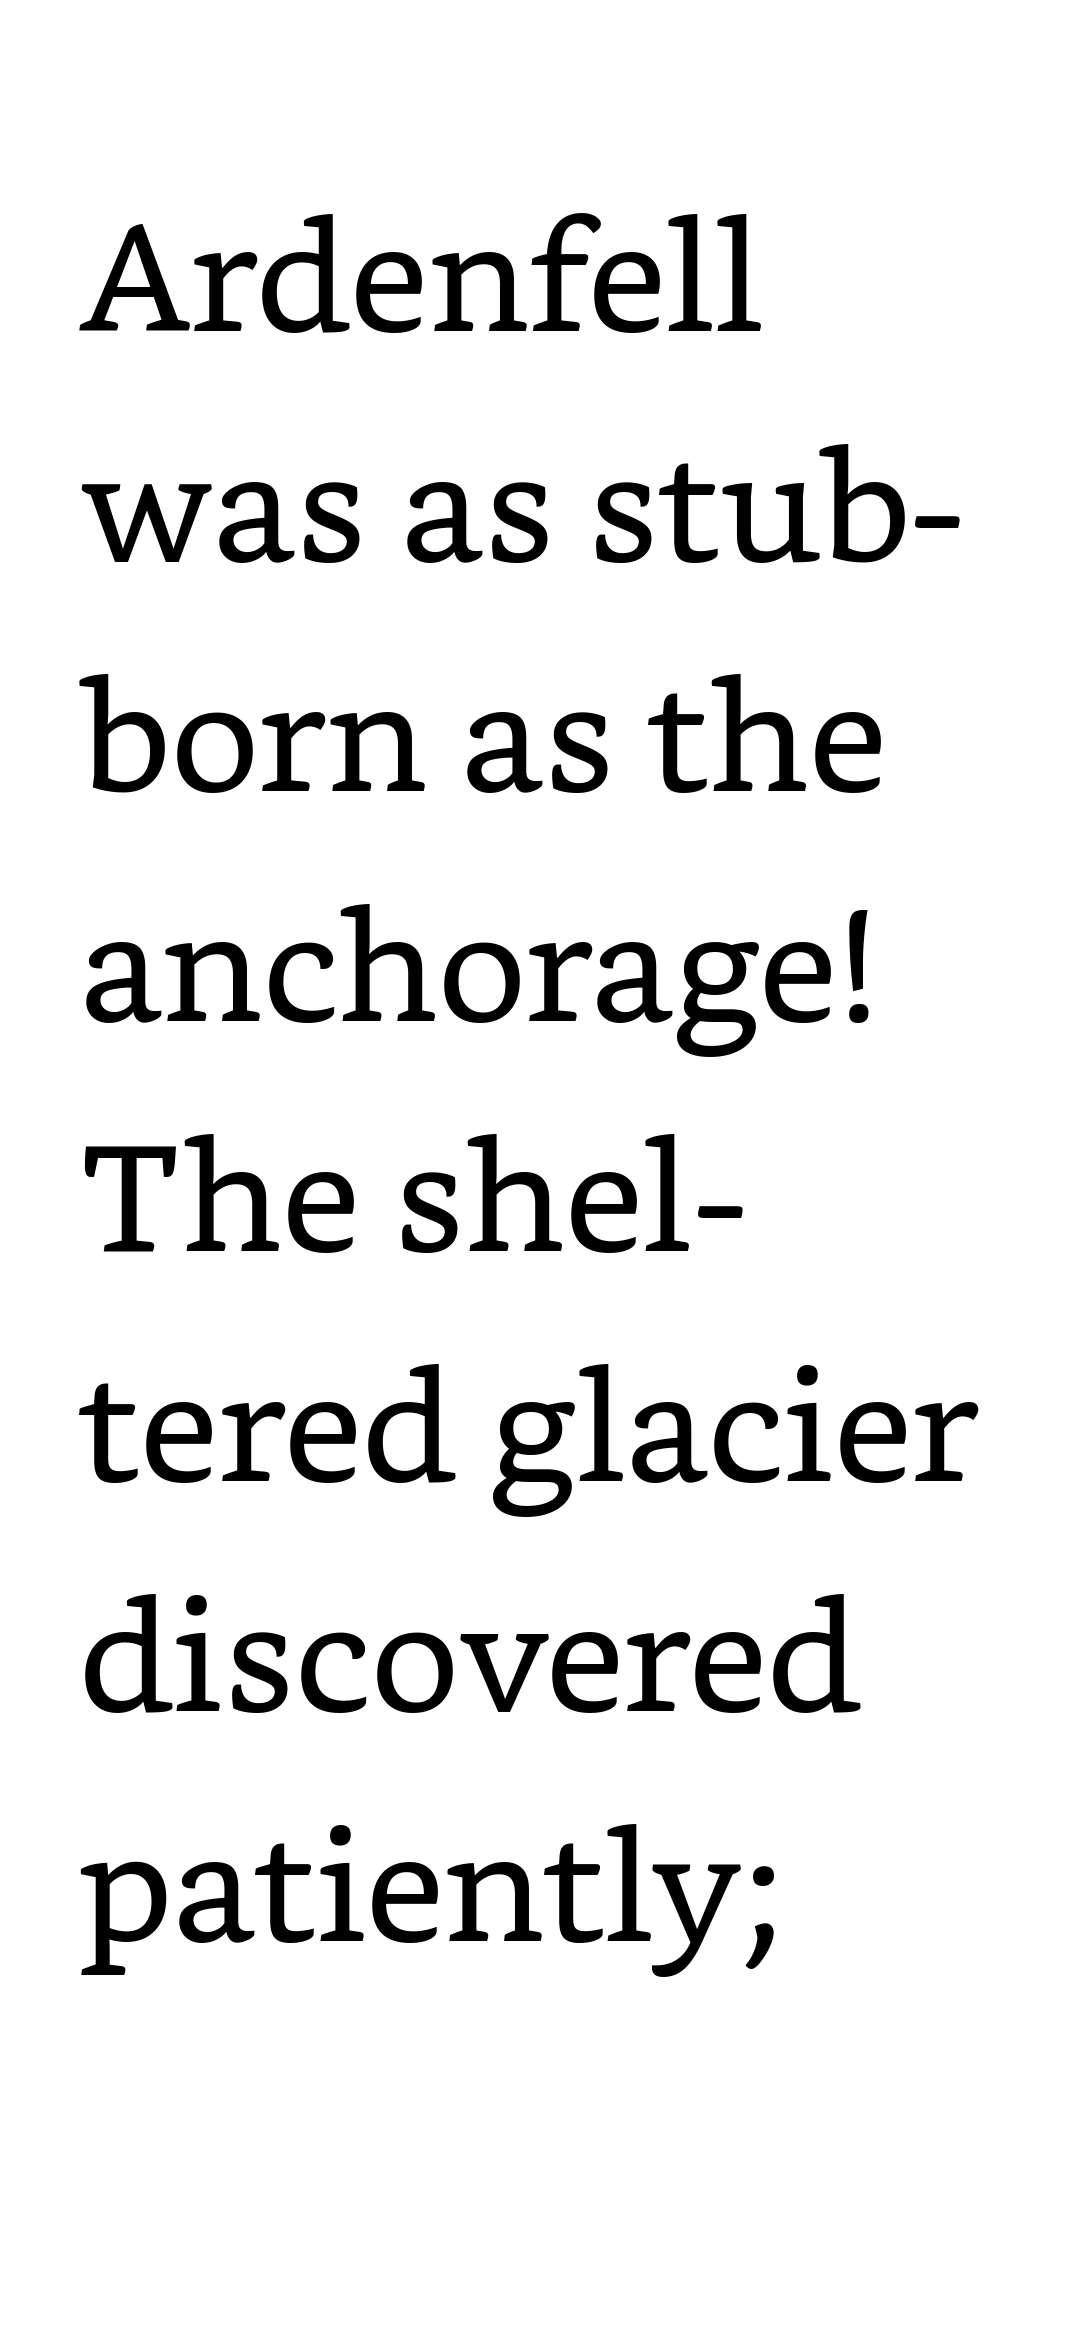 Ardenfell
was as stub-
born as the
anchorage!
The shel-
tered glacier
discovered
patiently;